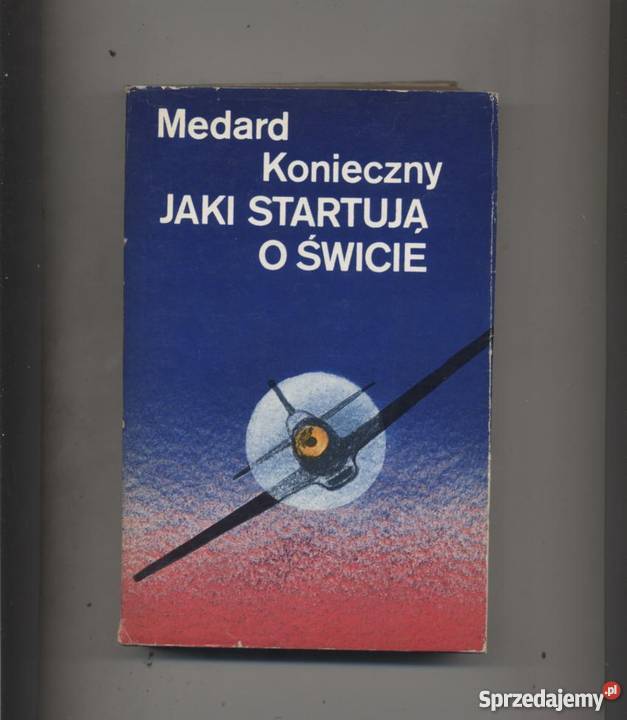 Medard
Konieczny
JAKI STARTUJĄ
O ŚWICIE
Sprzedajemy.pl